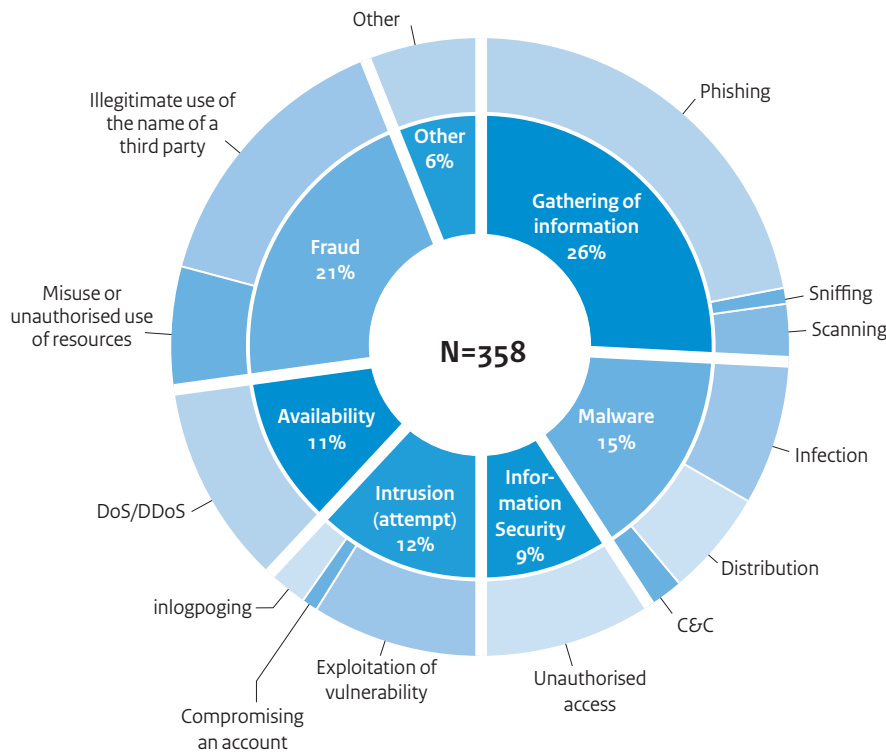 Other
Phishing
Illegitimate use of
the name of a
third party
Other
6%
Gathering of
information
26%
Fraud
21%
Sniffing
Scanning
Misuse or
unauthorised use
of resources
N=358
Availability
11%
Malware
15%
Infor-
mation
Security
9%
Intrusion
(attempt)
12%
Infection
DoS/DDoS
Distribution
inlogpoging
C&C
Exploitation of
vulnerability
Unauthorised
access
Compromising
an account